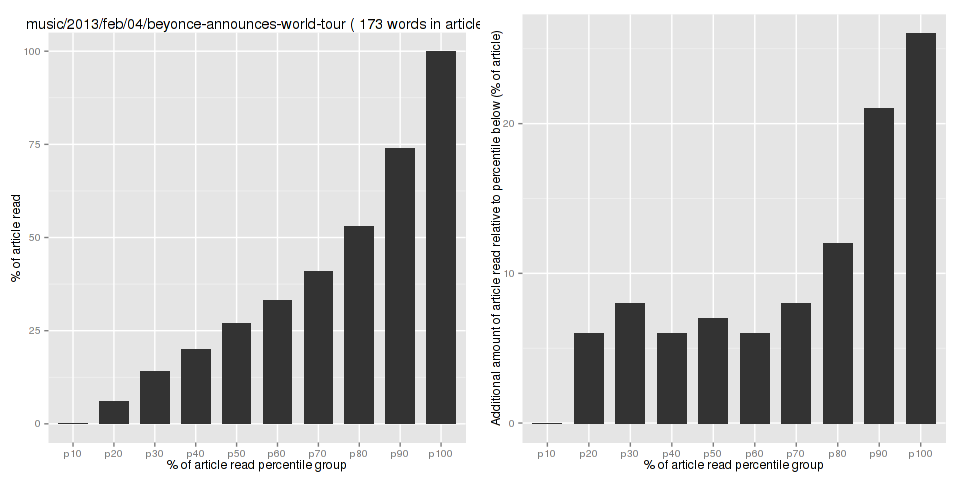 music/2013/feb/04/beyonce-announces-world-tour ( 173 words in article
% of article read
100
75
50
25
0
p10 p20 p30 p40 p50 p60 p70 p80 p90 p100
% of article read percentile group
Additional amount of article read relative to percentile below (% of article)
20
10
0
p10 p20 p30 p40 p50 p60 p70 p80 p90 p100
% of article read percentile group